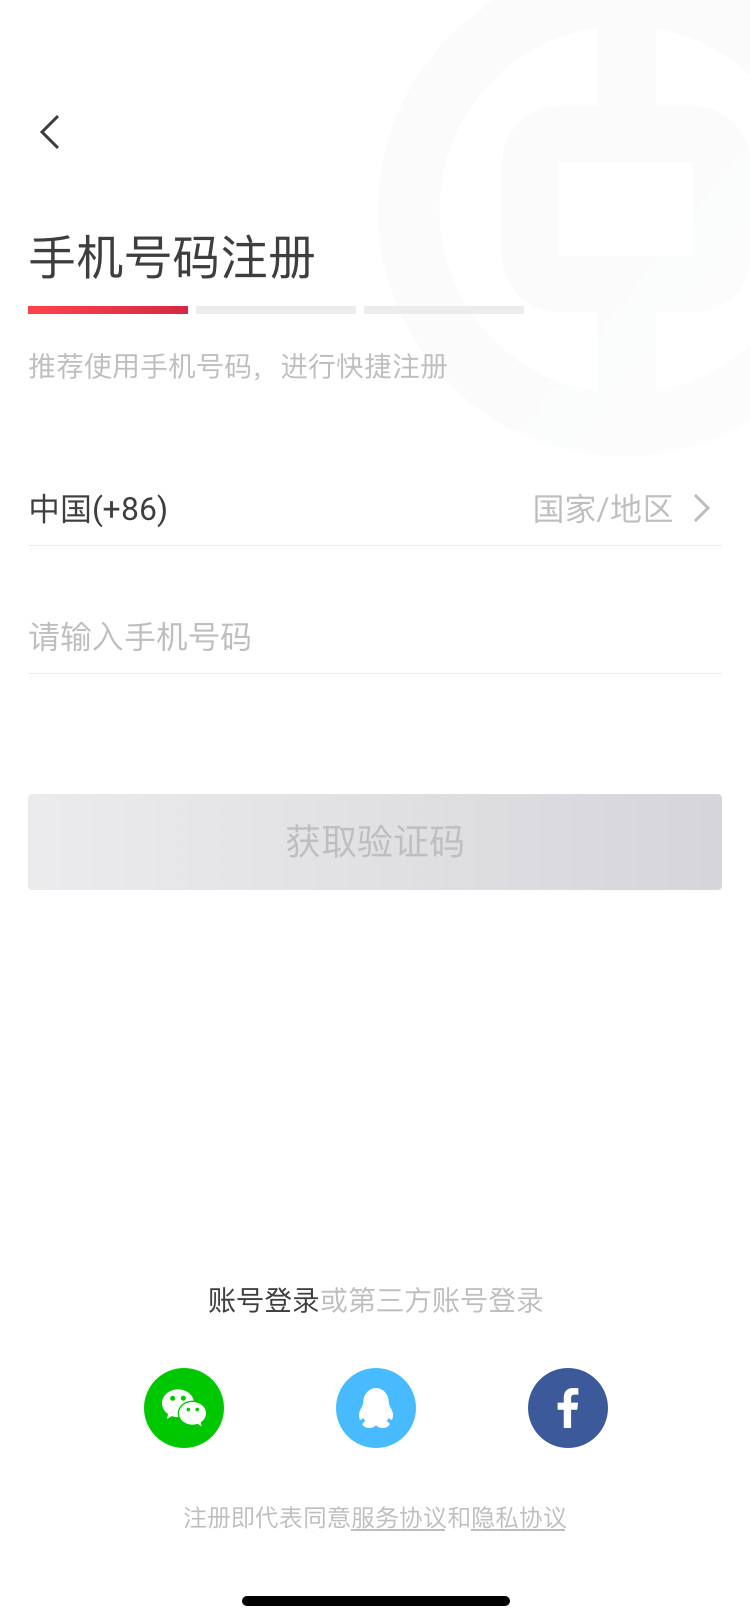 手机号码注册
推荐使用手机号码，进行快捷注册
中国(+86) 国家/地区
请输入手机号码
获取验证码
账号登录或第三方账号登录
注册即代表同意服务协议和隐私协议